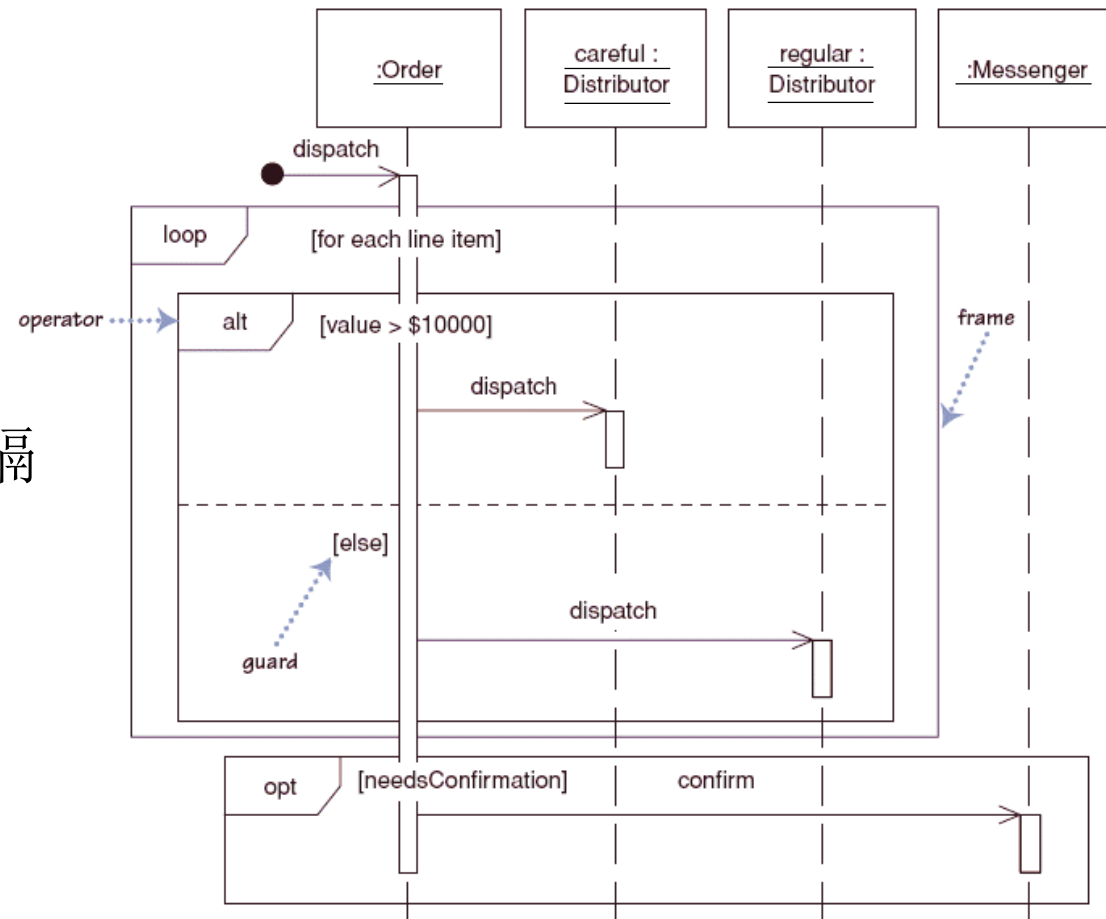 :Order
careful :
Distributor
regular :
Distributor
:Messenger
dispatch
loop
[for each line item]
operator
alt
[value > $10000]
frame
dispatch
隔
[else]
dispatch
guard
opt
[needsConfirmation]
confirm